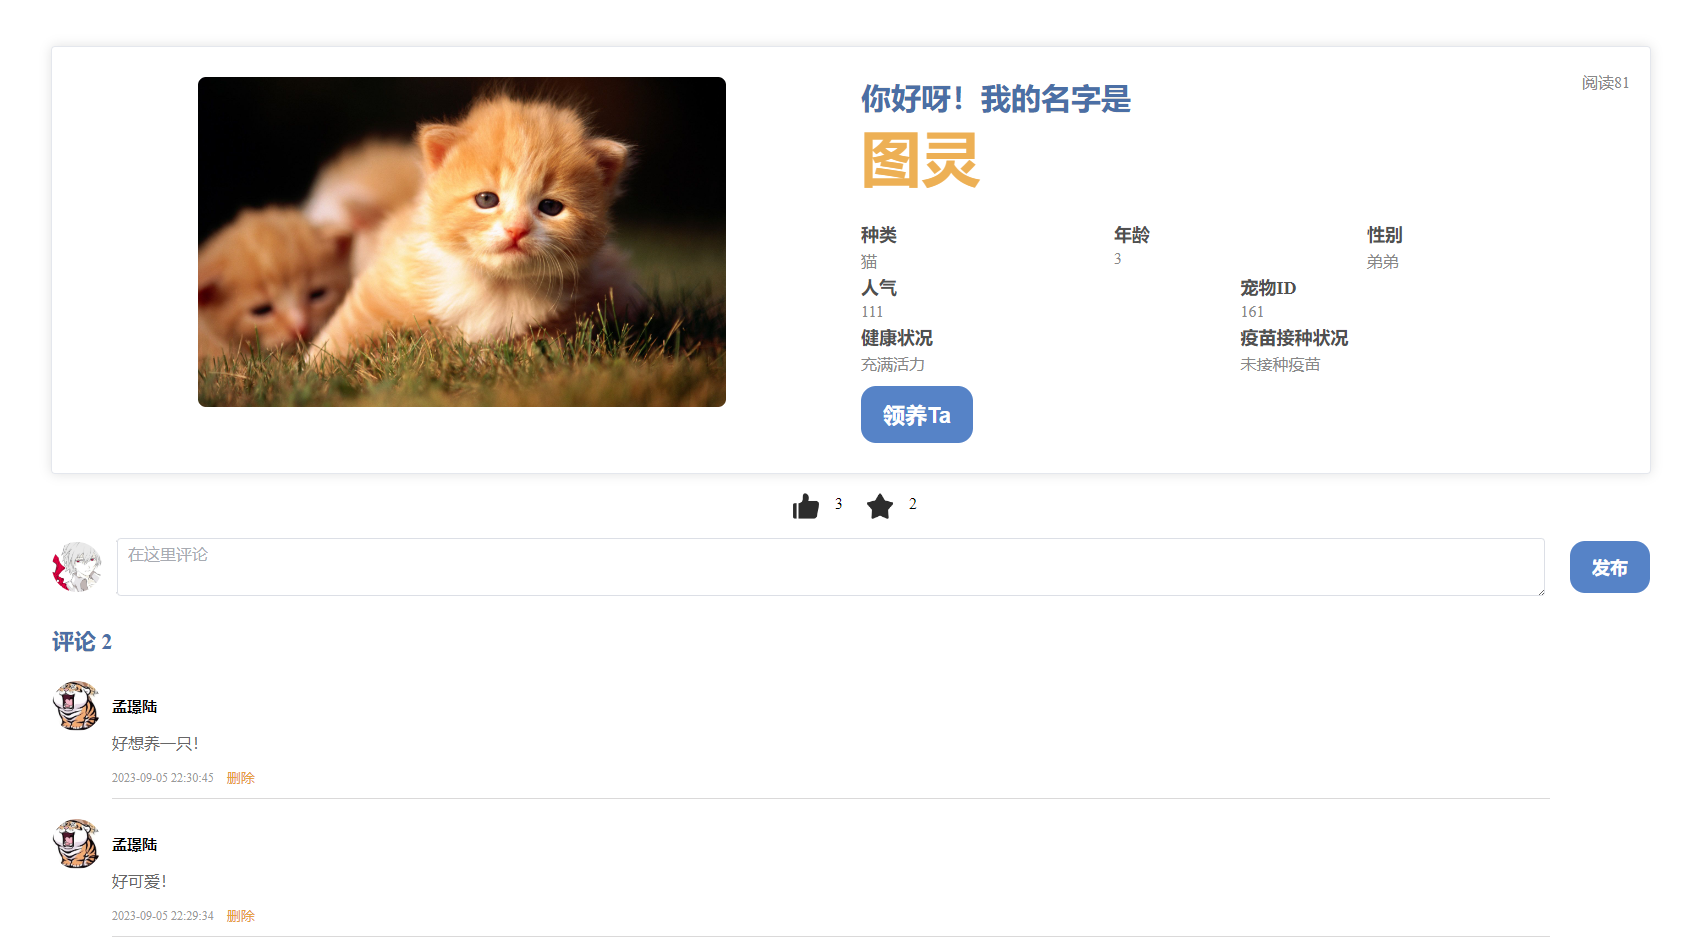 阅读81
你好呀！我的名字是
图灵
种类 年龄 性别
猫 3 弟弟
人气 宠物ID
111 161
健康状况 疫苗接种状况
充满活力 未接种疫苗
领养Ta
3 2
在这里评论
发布
评论 2
孟璟陆
好想养一只！
2023-09-05 22:30:45 删除
孟璟陆
好可爱！
2023-09-05 22:29:34 删除